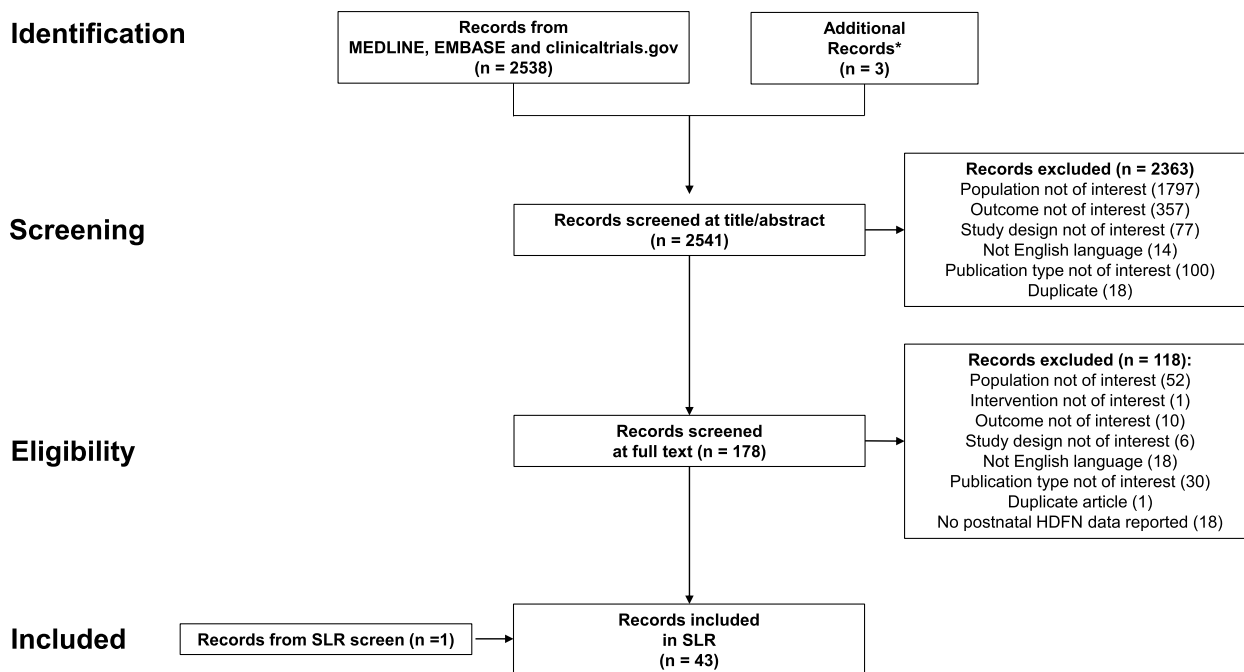 Identification
Records from
MEDLINE, EMBASE and clinicaltrials.gov
(n = 2538)
Additional
Records*
(n = 3)
Screening
Records screened at title/abstract
(n = 2541)
Records excluded (n = 2363)
Population not of interest (1797)
Outcome not of interest (357)
Study design not of interest (77)
Not English language (14)
Publication type not of interest (100)
Duplicate (18)
Eligibility
Records screened
at full text (n = 178)
Records excluded (n = 118):
Population not of interest (52)
Intervention not of interest (1)
Outcome not of interest (10)
Study design not of interest (6)
Not English language (18)
Publication type not of interest (30)
Duplicate article (1)
No postnatal HDFN data reported (18)
Included
Records from SLR screen (n =1)
Records included
in SLR
(n = 43)